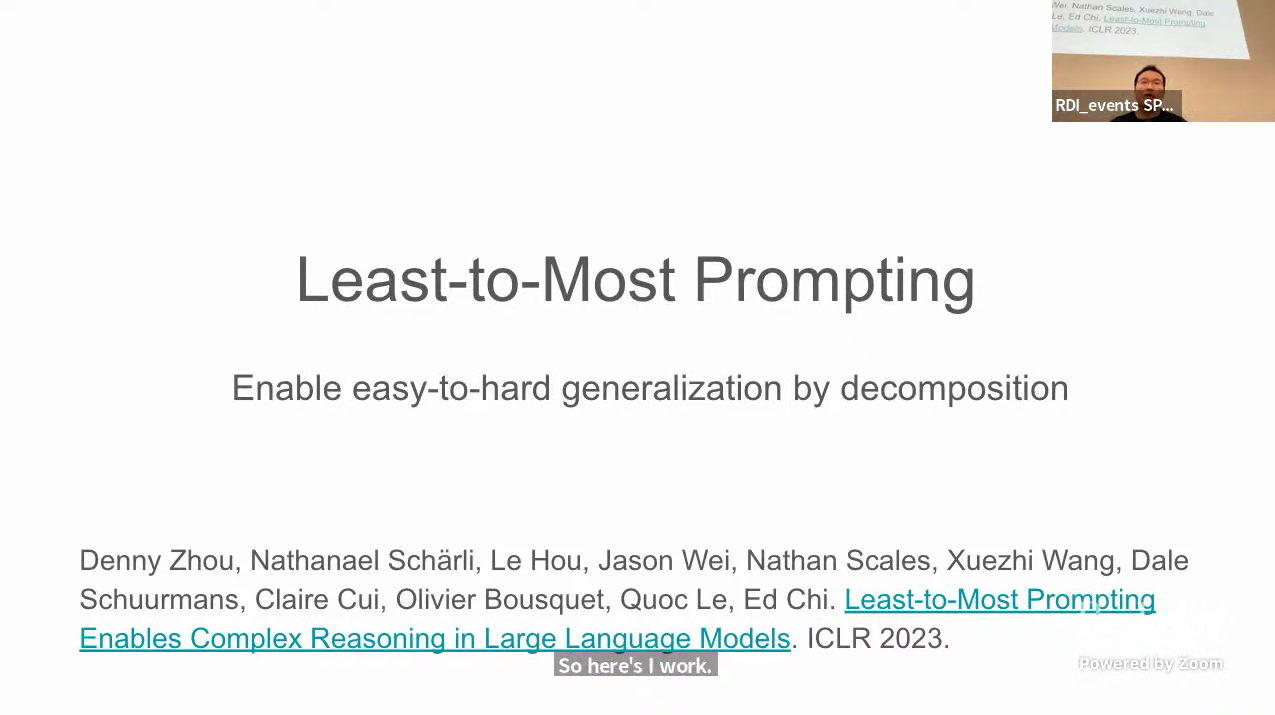 Wei, Nathan Scales, Xuezhi Wang, Dale
Le, Ed Chi. Least-to-Most Prompting
Models. ICLR 2023.
RDI_events SP...
Least-to-Most Prompting
Enable easy-to-hard generalization by decomposition
Denny Zhou, Nathanael Schärli, Le Hou, Jason Wei, Nathan Scales, Xuezhi Wang, Dale
Schuurmans, Claire Cui, Olivier Bousquet, Quoc Le, Ed Chi. Least-to-Most Prompting
Enables Complex Reasoning in Large Language Models. ICLR 2023.
So here's I work.
Powered by Zoom